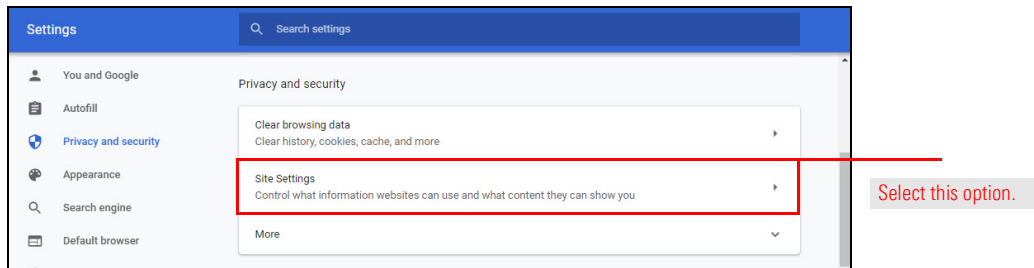 Settings
Search settings
You and Google
Autofill
Privacy and security
Appearance
Search engine
Default browser
Privacy and security
Clear browsing data
Clear history, cookies, cache, and more
Site Settings
Control what information websites can use and what content they can show you
More
Select this option.